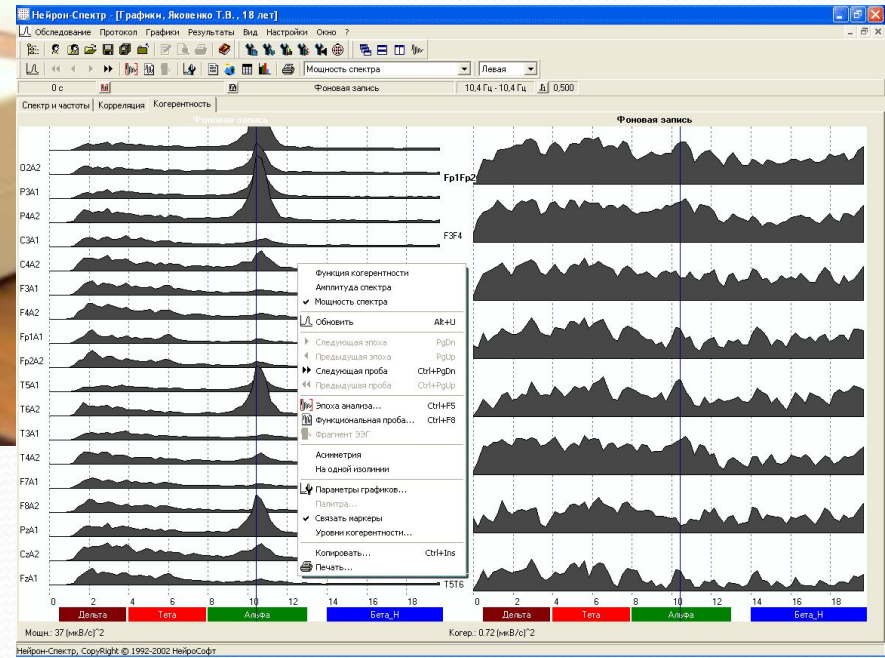 Нейрон-Спектр - [Графики, Яковенко Т.В., 18 лет]
Обследование Протокол Графики Результаты Вид Настройки Окно ?
Мощность спектра Левая
0 с Фоновая запись 10,4 Гц - 10,4 Гц 0,500
Спектр и частоты Корреляция Когерентность
Фоновая запись Фоновая запись
O2A2
P3A1
P4A2
C3A1
C4A2
F3A1
F4A2
Fp1A1
Fp2A2
T5A1
T6A2
T3A1
T4A2
F7A1
F8A2
PzA1
CzA2
FzA1
Fp1Fp2
F3F4
T5T6
Функция когерентности
Амплитуда спектра
Мощность спектра
Обновить Alt+U
Следующая эпоха PgDn
Предыдущая эпоха PgUp
Следующая проба Ctrl+PgDn
Предыдущая проба Ctrl+PgUp
Эпоха анализа... Ctrl+F5
Функциональная проба... Ctrl+F8
Фрагмент ЭЭГ
Асимметрия
На одной изолинии
Параметры графиков...
Палитра...
Связать маркеры
Уровни когерентности...
Копировать... Ctrl+Ins
Печать...
0 2 4 6 8 10 12 14 16 18 0 2 4 6 8 10 12 14 16 18
Дельта Тета Альфа Бета_Н Дельта Тета Альфа Бета_Н
Мощн.: 37 (мкВ/с)^2 Когер.: 0.72 (мкВ/с)^2
Нейрон-Спектр, CopyRight © 1992-2002 НейроСофт